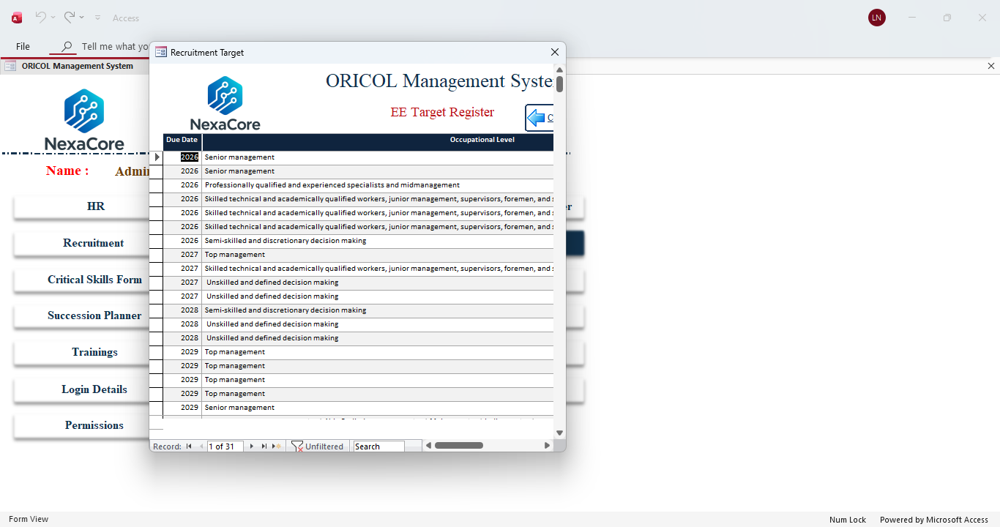 Access
LN
File
Tell me what yo
ORICOL Management System
NexaCore
Name :
Admi
HR
Recruitment
Critical Skills Form
Succession Planner
Trainings
Login Details
Permissions
Recruitment Target
NexaCore
ORICOL Management Syste
EE Target Register
C
Due Date Occupational Level
2026 Senior management
2026 Senior management
2026 Professionally qualified and experienced specialists and midmanagement
2026 Skilled technical and academically qualified workers, junior management, supervisors, foremen, and s
2026 Skilled technical and academically qualified workers, junior management, supervisors, foremen, and s
2026 Skilled technical and academically qualified workers, junior management, supervisors, foremen, and s
2026 Semi-skilled and discretionary decision making
2027 Top management
2027 Skilled technical and academically qualified workers, junior management, supervisors, foremen, and s
2027 Unskilled and defined decision making
2027 Unskilled and defined decision making
2028 Semi-skilled and discretionary decision making
2028 Unskilled and defined decision making
2028 Unskilled and defined decision making
2029 Top management
2029 Top management
2029 Top management
2029 Top management
2029 Senior management
Record: 1 of 31 Unfiltered Search
er
Form View
Num Lock
Powered by Microsoft Access